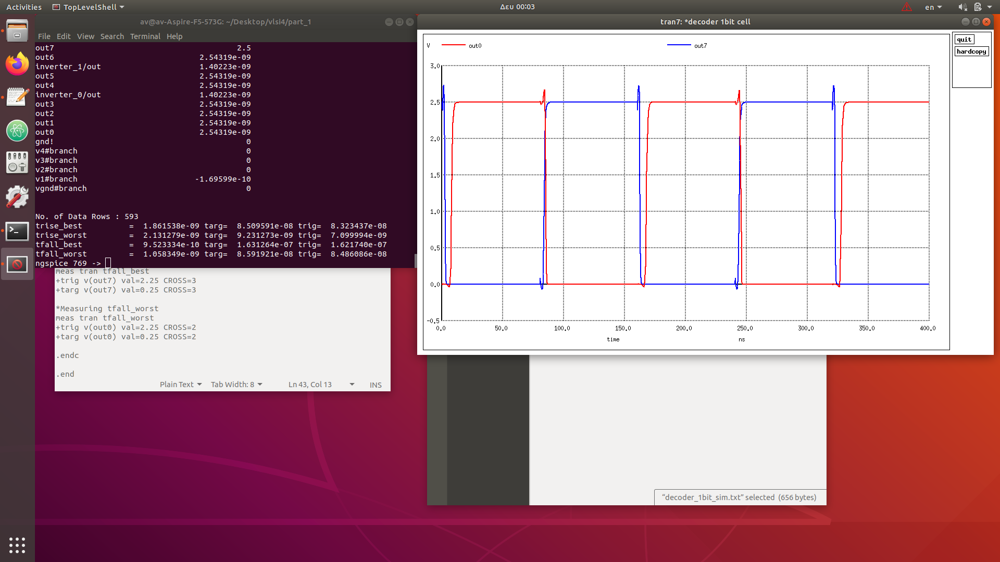 Activities
TopLevelShell
Δευ 00:03
en
av@av-Aspire-F5-573G: ~/Desktop/vlsi4/part_1
File Edit View Search Terminal Help
out7 2.5
out6 2.54319e-09
inverter_1/out 1.40223e-09
out5 2.54319e-09
out4 2.54319e-09
inverter_0/out 1.40223e-09
out3 2.54319e-09
out2 2.54319e-09
out1 2.54319e-09
out0 2.54319e-09
gnd! 0
v4#branch 0
v3#branch 0
v2#branch 0
v1#branch -1.69599e-10
vgnd#branch 0
No. of Data Rows : 593
trise_best = 1.861538e-09 targ= 8.509591e-08 trig= 8.323437e-08
trise_worst = 2.131279e-09 targ= 9.231273e-09 trig= 7.099994e-09
tfall_best = 9.523334e-10 targ= 1.631264e-07 trig= 1.621740e-07
tfall_worst = 1.058349e-09 targ= 8.591921e-08 trig= 8.486086e-08
ngspice 769 ->
meas tran tfall_best
+trig v(out7) val=2.25 CROSS=3
+targ v(out7) val=0.25 CROSS=3
*Measuring tfall_worst
meas tran tfall_worst
+trig v(out0) val=2.25 CROSS=2
+targ v(out0) val=0.25 CROSS=2
.endc
.end
Plain Text Tab Width: 8 Ln 43, Col 13 INS
tran7: *decoder 1bit cell
quit
hardcopy
V out0 out7
3.0
2.5
2.0
1.5
1.0
0.5
0.0
-0.5
0.0 50.0 100.0 150.0 200.0 250.0 300.0 350.0 400.0
time ns
“decoder_1bit_sim.txt” selected (656 bytes)